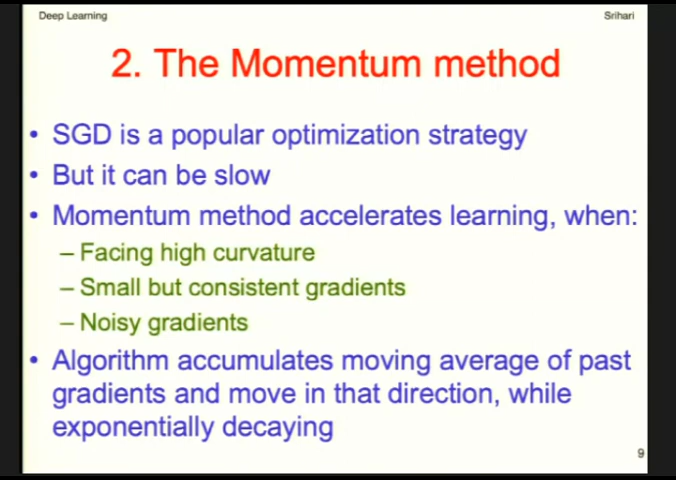 Deep Learning
Srihari
2. The Momentum method
• SGD is a popular optimization strategy
• But it can be slow
• Momentum method accelerates learning, when:
– Facing high curvature
– Small but consistent gradients
– Noisy gradients
• Algorithm accumulates moving average of past
gradients and move in that direction, while
exponentially decaying
9